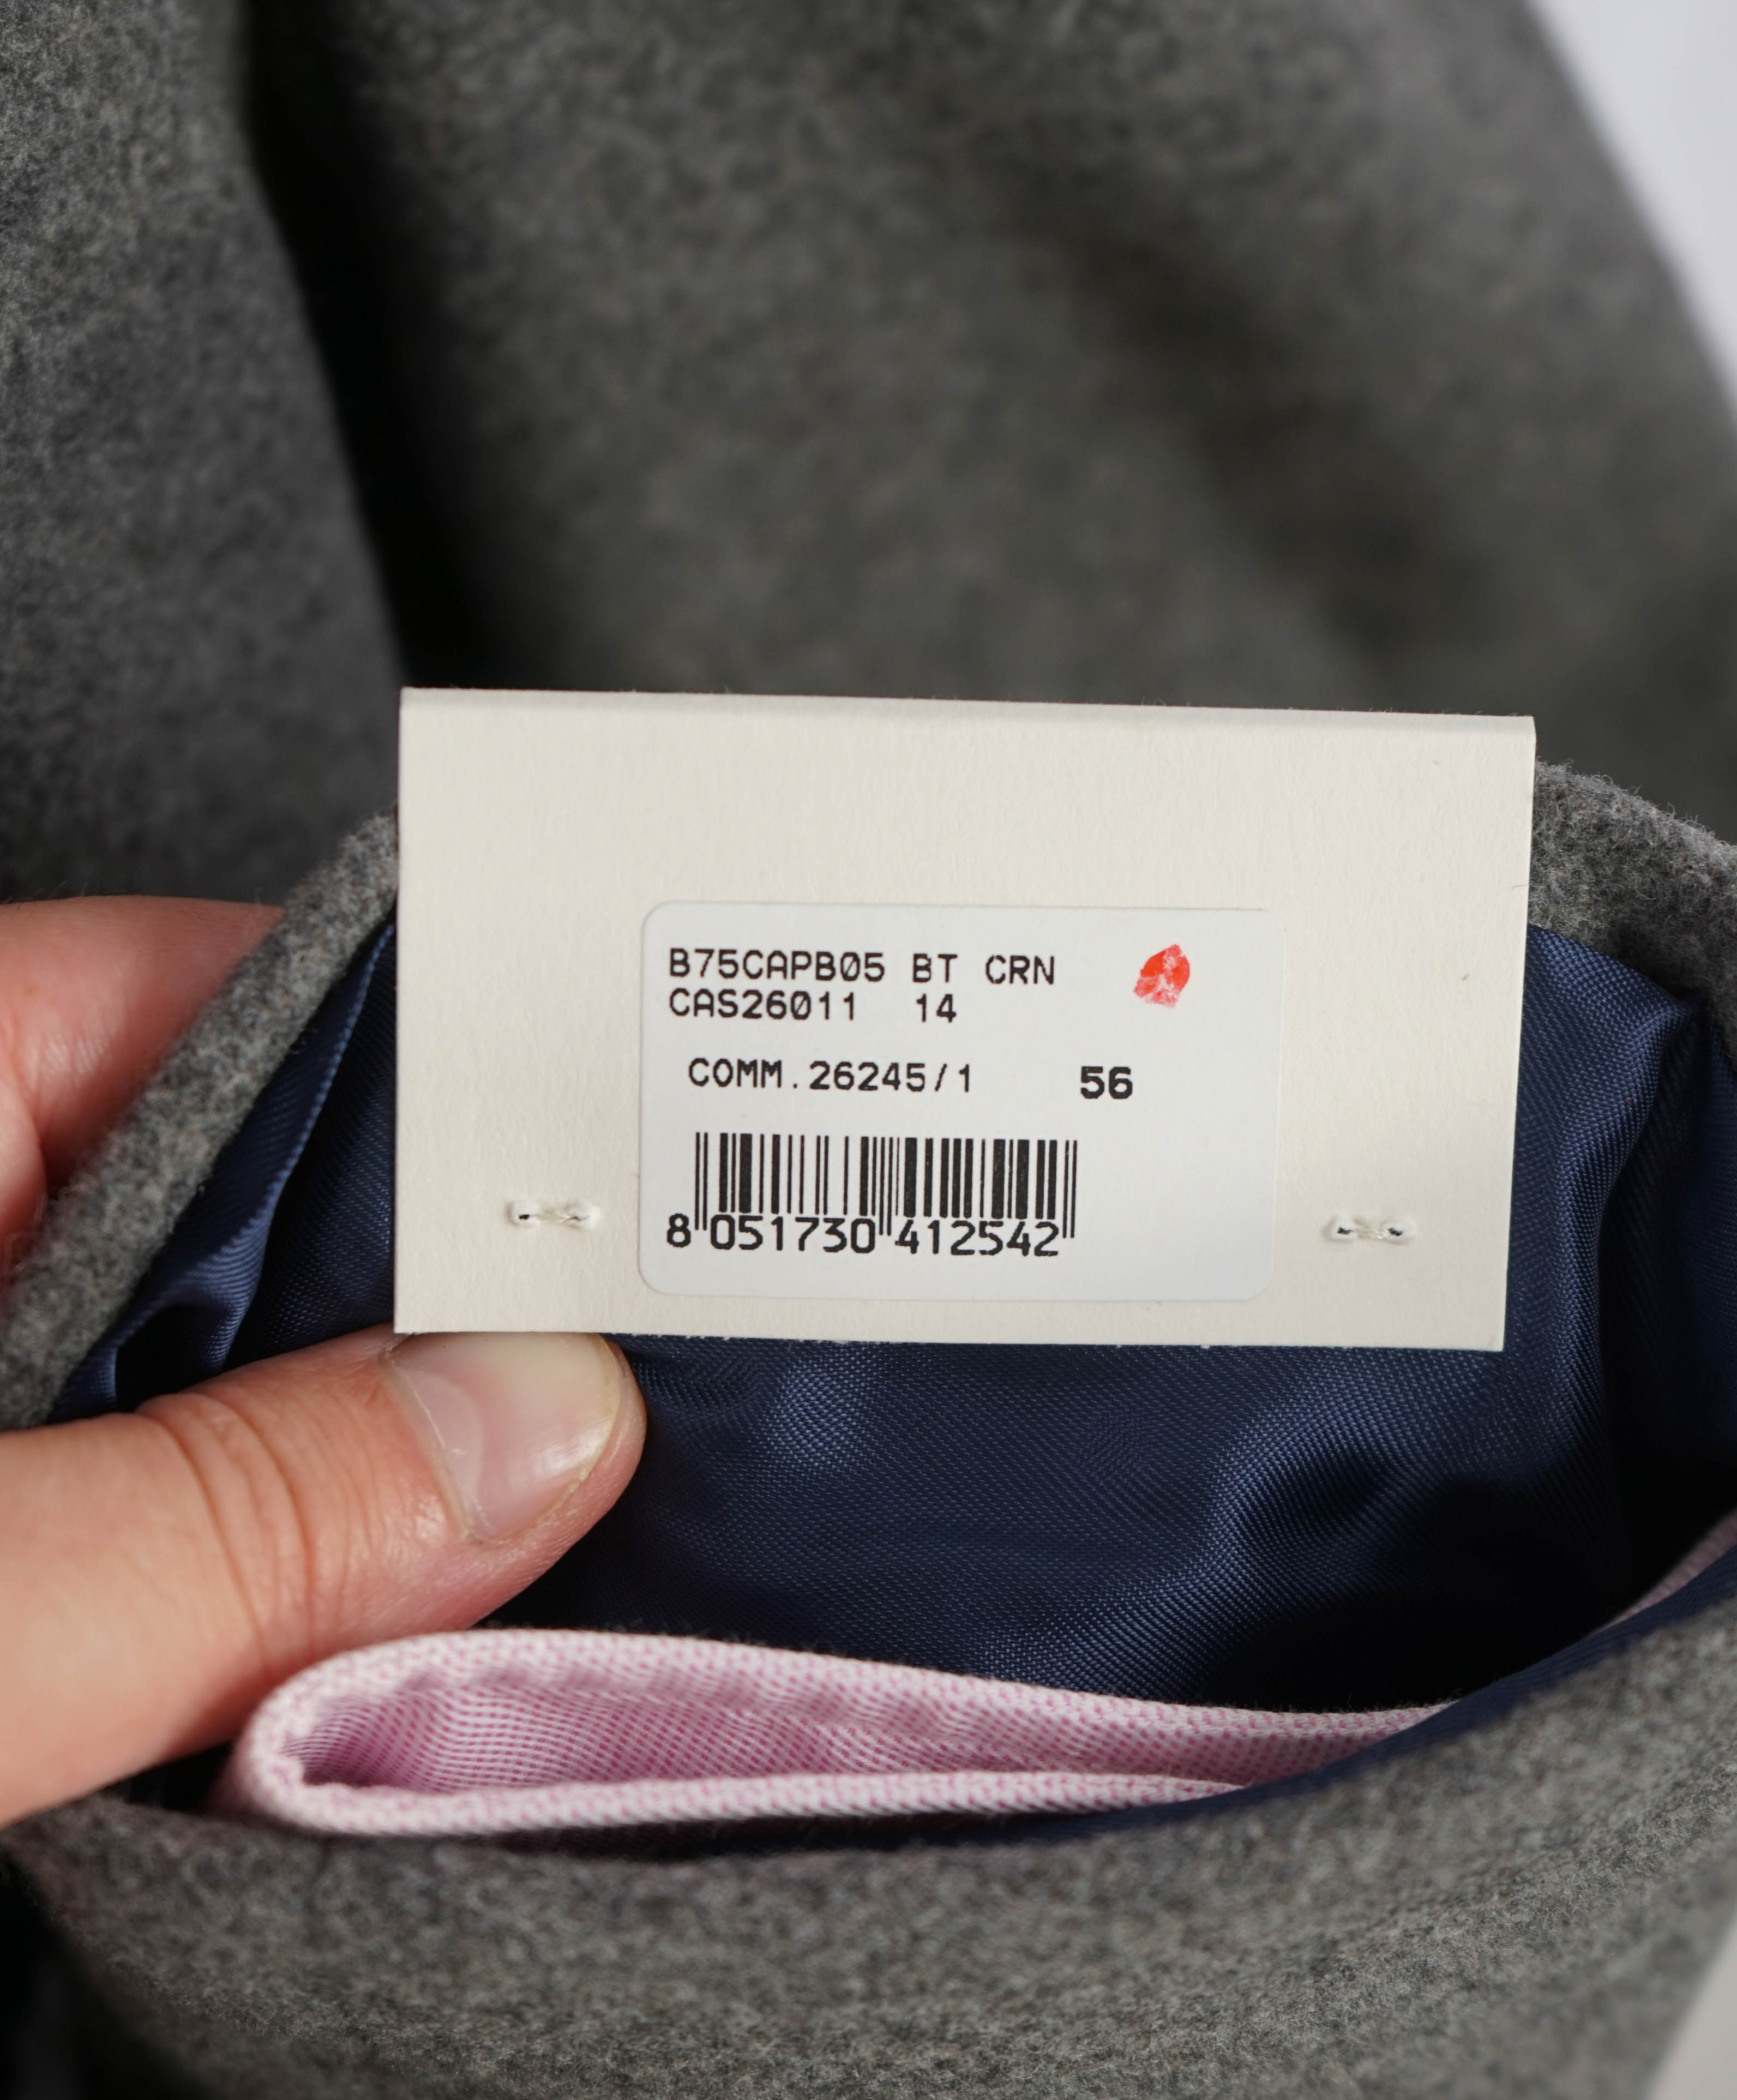 B75CAPB05 BT CRN
CAS26011 14
COMM.26245/1 56
8 051730 412542